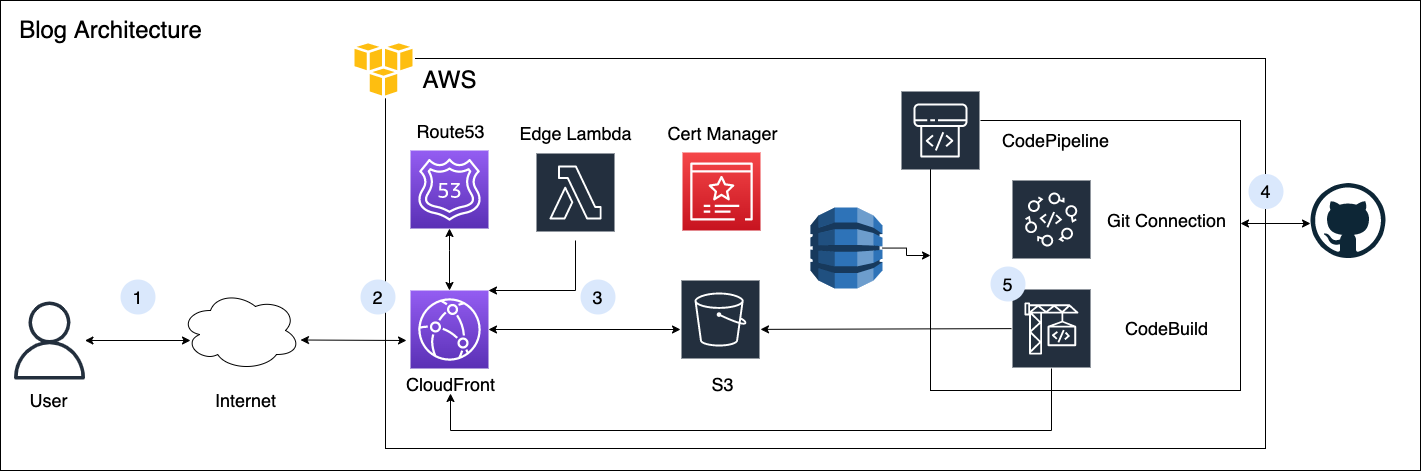 Blog Architecture
AWS
Route53
Edge Lambda
Cert Manager
CodePipeline
53
4
Git Connection
1
2
3
5
CodeBuild
CloudFront
S3
User
Internet